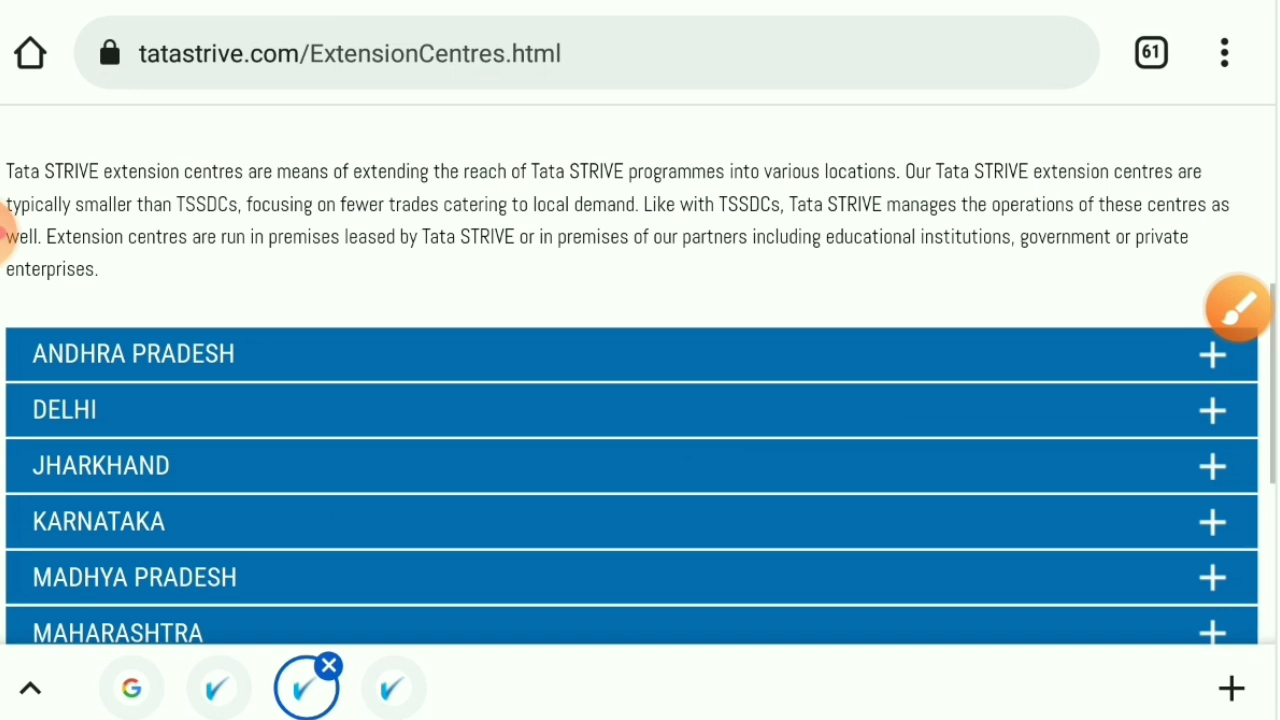 tatastrive.com/ExtensionCentres.html
61
Tata STRIVE extension centres are means of extending the reach of Tata STRIVE programmes into various locations. Our Tata STRIVE extension centres are
typically smaller than TSSDCs, focusing on fewer trades catering to local demand. Like with TSSDCs, Tata STRIVE manages the operations of these centres as
well. Extension centres are run in premises leased by Tata STRIVE or in premises of our partners including educational institutions, government or private
enterprises.
ANDHRA PRADESH
DELHI
JHARKHAND
KARNATAKA
MADHYA PRADESH
MAHARASHTRA
G